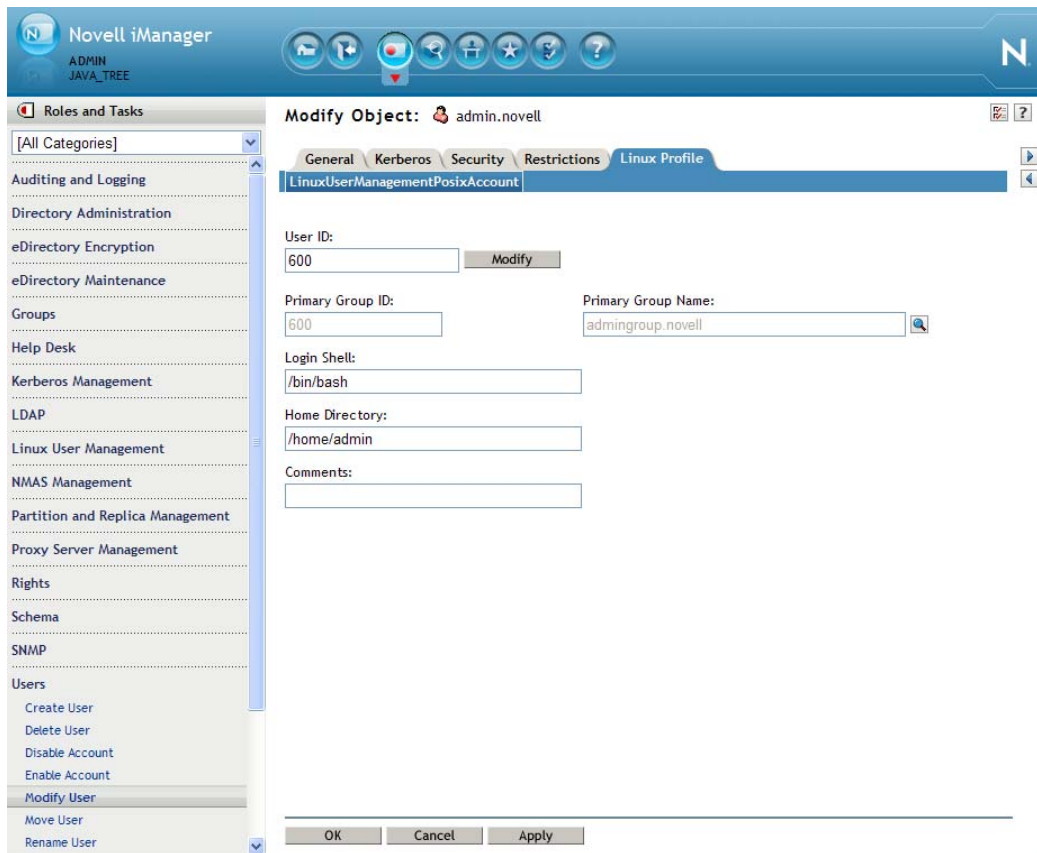 Novell iManager
ADMIN
JAVA_TREE
N
Roles and Tasks
[All Categories]
Auditing and Logging
Directory Administration
eDirectory Encryption
eDirectory Maintenance
Groups
Help Desk
Kerberos Management
LDAP
Linux User Management
NMAS Management
Partition and Replica Management
Proxy Server Management
Rights
Schema
SNMP
Users
Create User
Delete User
Disable Account
Enable Account
Modify User
Move User
Rename User
Modify Object: admin.novell
General Kerberos Security Restrictions Linux Profile
LinuxUserManagementPosixAccount
User ID:
600 Modify
Primary Group ID: Primary Group Name:
600 admingroup.novell
Login Shell:
/bin/bash
Home Directory:
/home/admin
Comments:
OK Cancel Apply